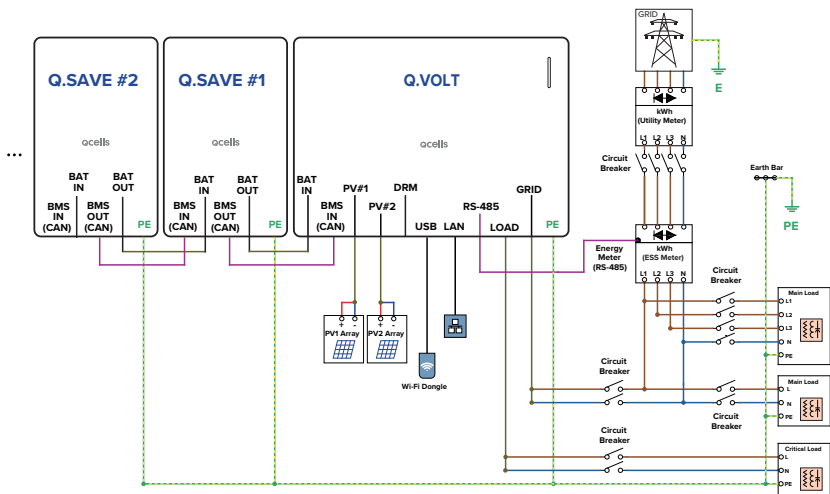 GRID
E
kWh
(Utility Meter)
L1 L2 L3 N
Circuit
Breaker
Earth Bar
PE
Q.SAVE #2
Q.SAVE #1
Q.VOLT
qcells
qcells
qcells
...
BAT
IN
BAT
OUT
BMS
IN
(CAN)
BMS
OUT
(CAN)
PE
BAT
IN
BAT
OUT
BMS
IN
(CAN)
BMS
OUT
(CAN)
PE
BAT
IN
BMS
IN
(CAN)
PV#1
PV#2
DRM
USB
LAN
RS-485
LOAD
GRID
PE
Energy
Meter
(RS-485)
kWh
(ESS Meter)
L1 L2 L3 N
+ -
PV1 Array
+ -
PV2 Array
Wi-Fi Dongle
Circuit
Breaker
Main Load
L1
L2
L3
N
PE
Circuit
Breaker
Circuit
Breaker
Main Load
L
N
PE
Circuit
Breaker
Critical Load
L
N
PE